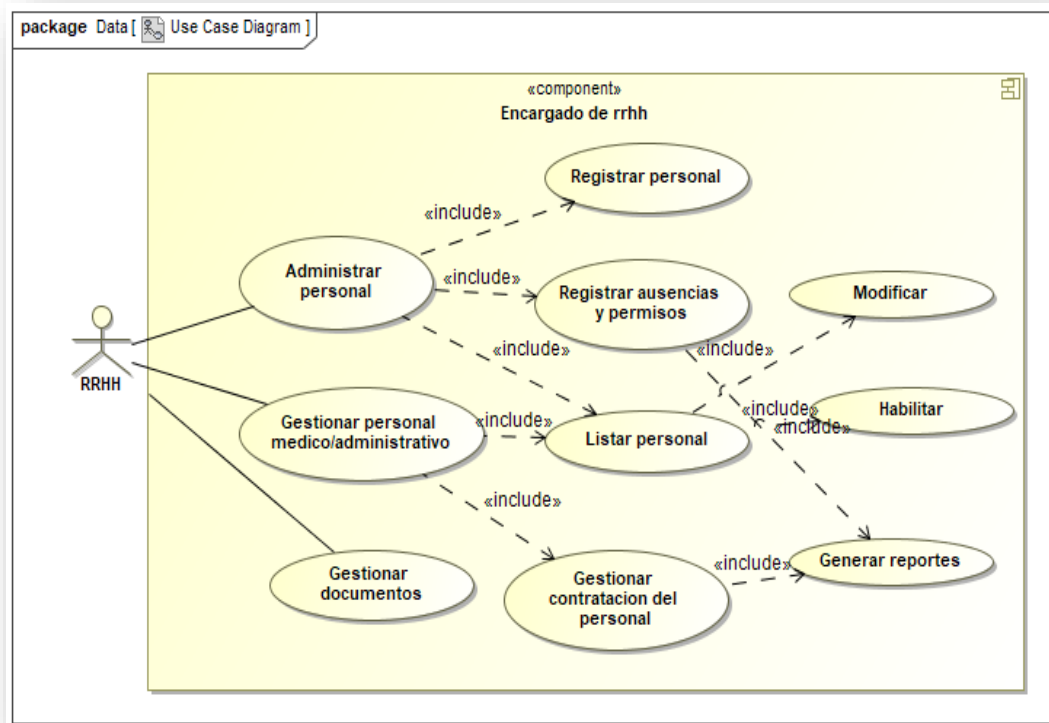 package Data [ Use Case Diagram ]
«component»
Encargado de rrhh
Registrar personal
«include»
Administrar
personal
«include»
Registrar ausencias
y permisos
Modificar
«include»
«include»
RRHH
Gestionar personal
medico/administrativo
«include»
Listar personal
«include»
«include»
Habilitar
«include»
Gestionar
documentos
Gestionar
contratacion del
personal
«include»
Generar reportes